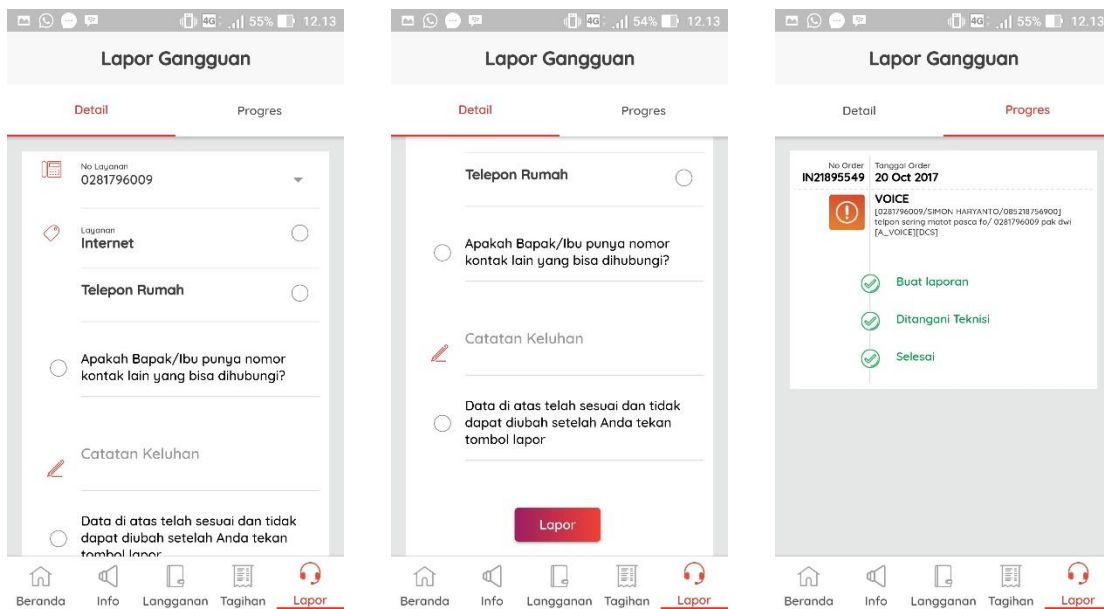 4G 55% 12.13
Lapor Gangguan
Detail Progres
No Layanan
0281796009
Layanan
Internet
Telepon Rumah
Apakah Bapak/Ibu punya nomor
kontak lain yang bisa dihubungi?
Catatan Keluhan
Data di atas telah sesuai dan tidak
dapat diubah setelah Anda tekan
tombol lapor
Beranda Info Langganan Tagihan Lapor
4G 54% 12.13
Lapor Gangguan
Detail Progres
Telepon Rumah
Apakah Bapak/Ibu punya nomor
kontak lain yang bisa dihubungi?
Catatan Keluhan
Data di atas telah sesuai dan tidak
dapat diubah setelah Anda tekan
tombol lapor
Lapor
Beranda Info Langganan Tagihan Lapor
4G 55% 12.13
Lapor Gangguan
Detail Progres
No Order Tanggal Order
IN21895549 20 Oct 2017
VOICE
[0281796009/SIMON HARYANTO/085218756900]
telpon sering matot pasca fo/ 0281796009 pak dwi
[A_VOICE][DCS]
Buat laporan
Ditangani Teknisi
Selesai
Beranda Info Langganan Tagihan Lapor